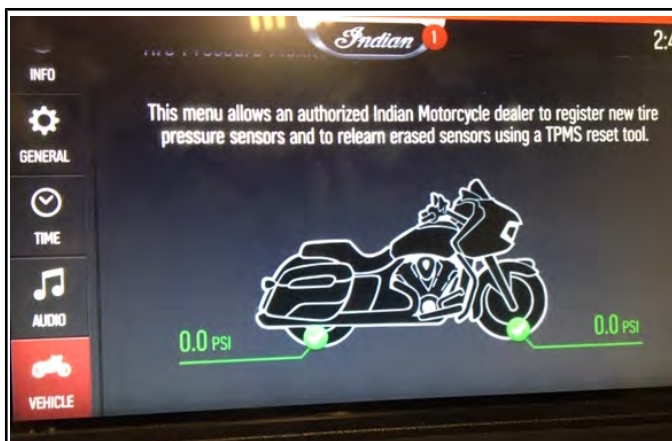 Indian
1
2:4
INFO
This menu allows an authorized Indian Motorcycle dealer to register new tire
pressure sensors and to relearn erased sensors using a TPMS reset tool.
GENERAL
TIME
AUDIO
0.0 PSI
0.0 PSI
VEHICLE